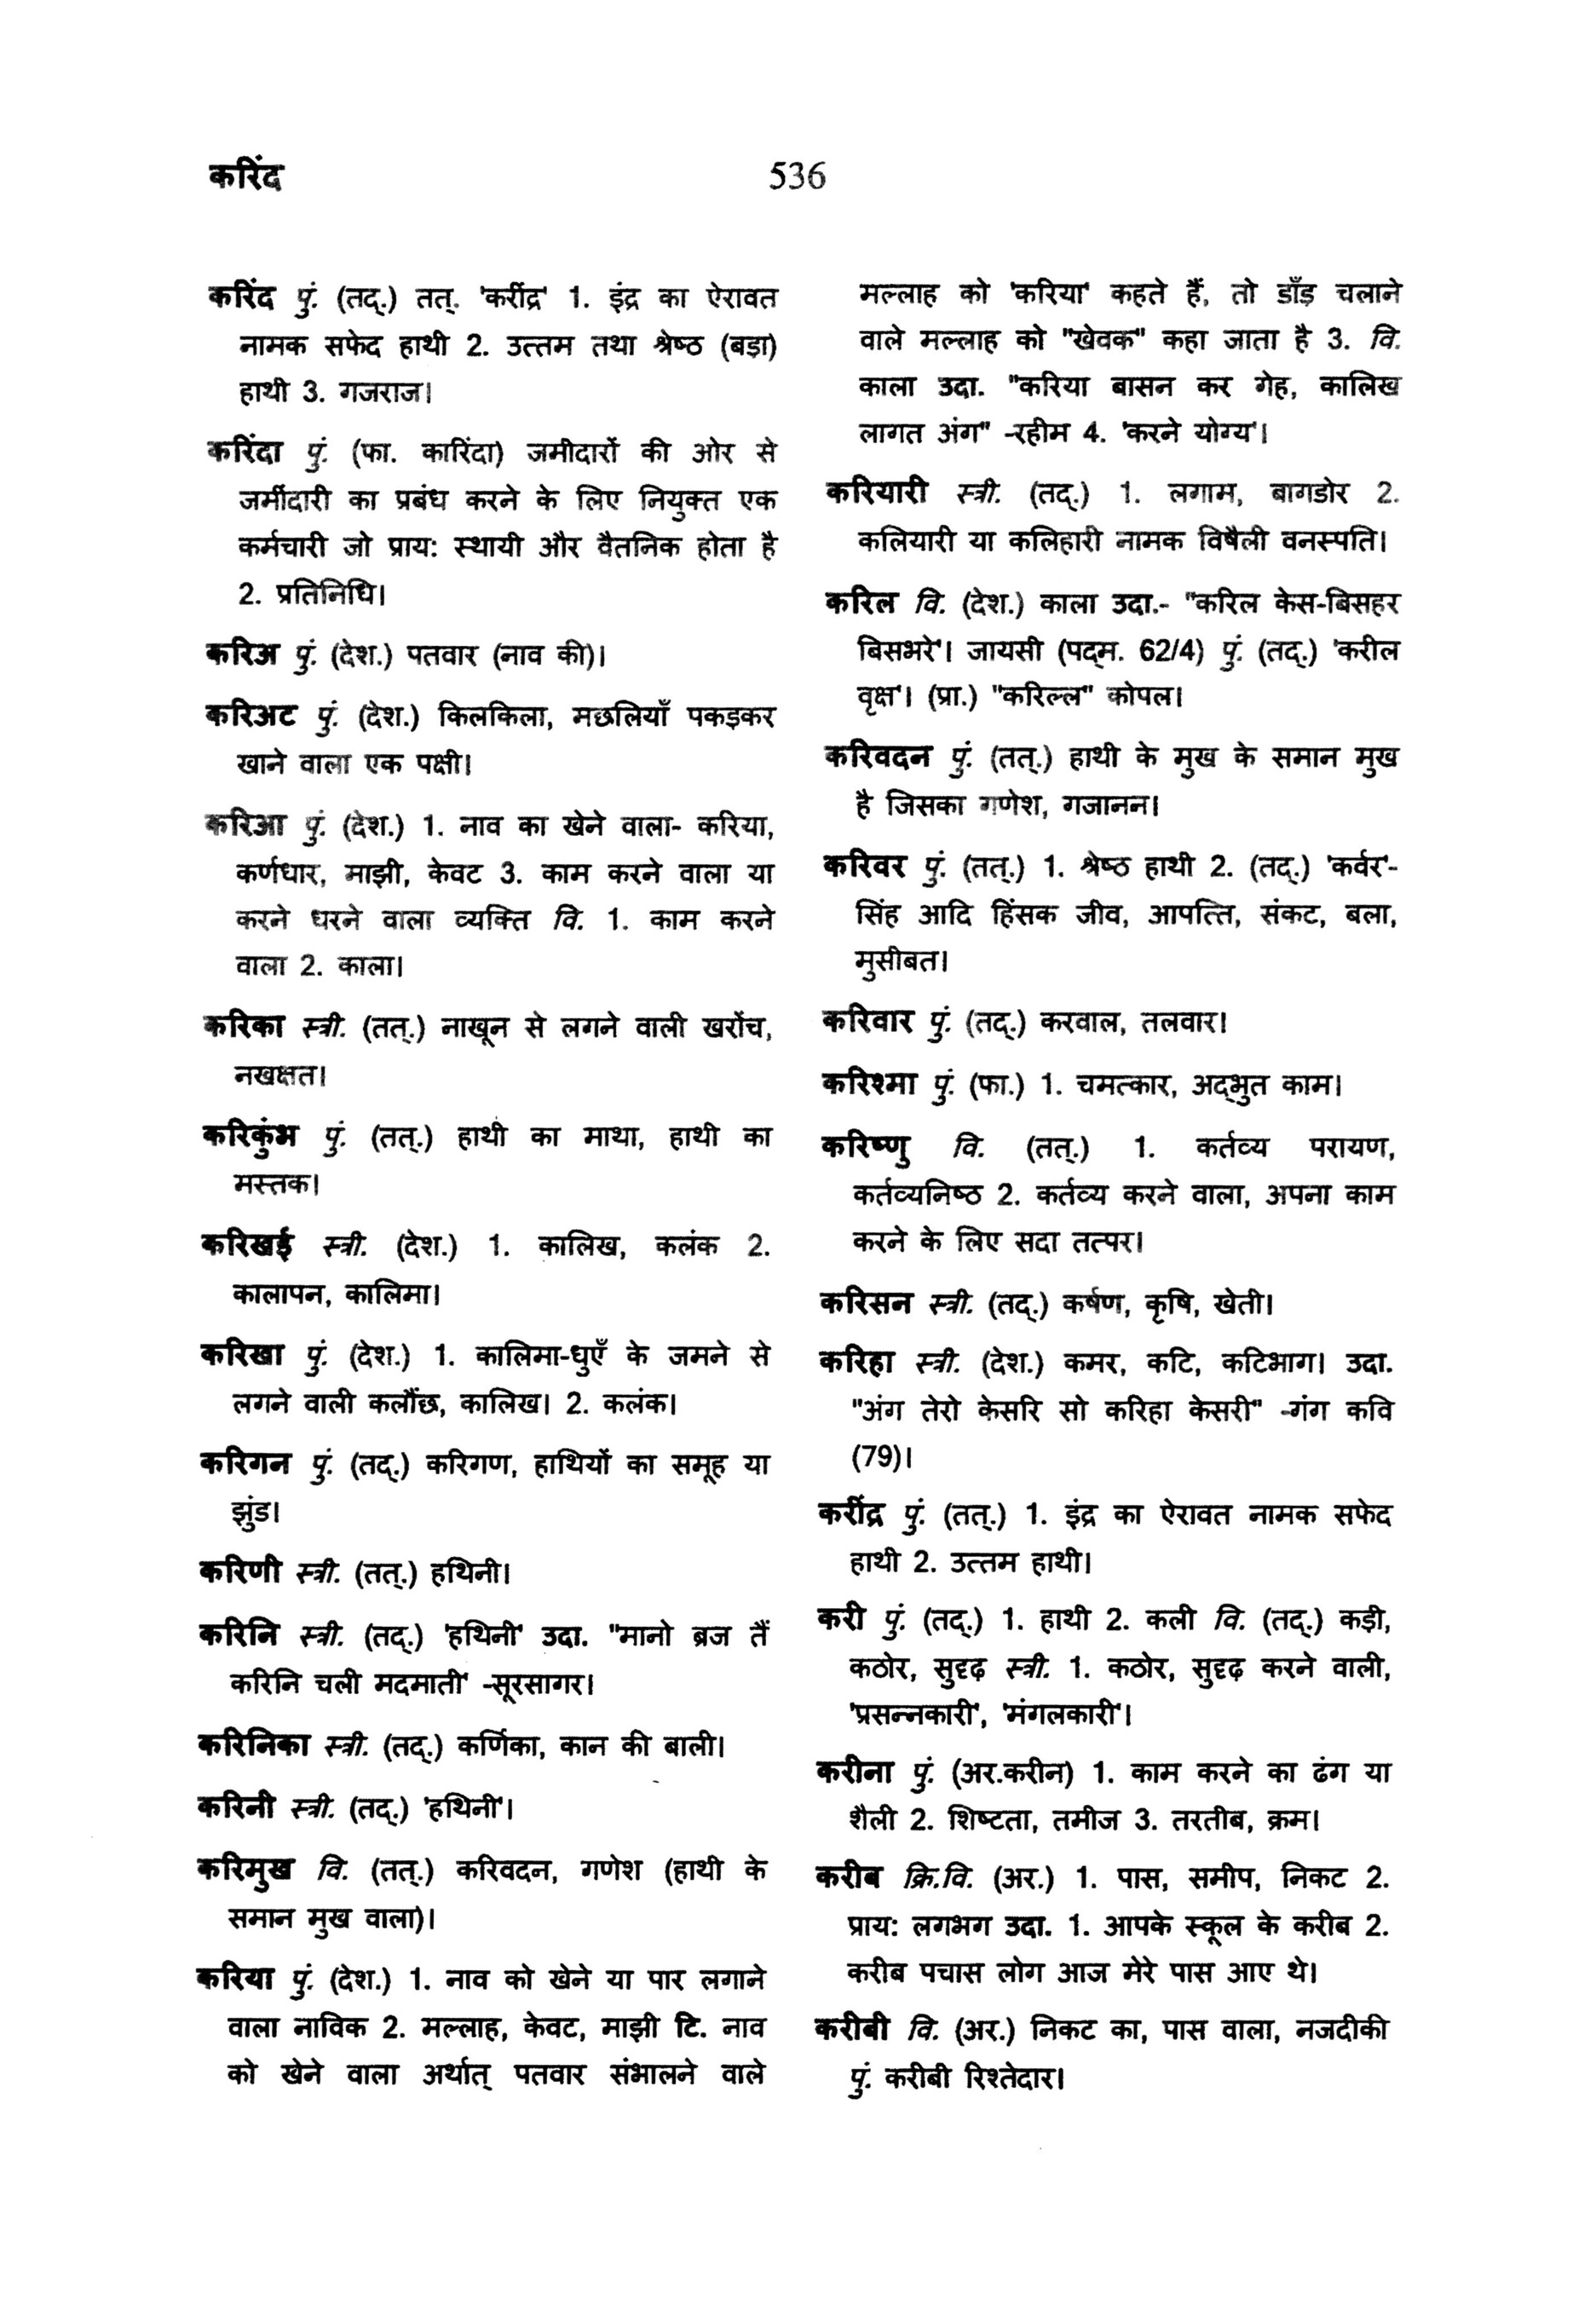 करिंद
536
करिंद पुं. (तद्.) तत्. 'करींद्र' 1. इंद्र का ऐरावत
नामक सफेद हाथी 2. उत्तम तथा श्रेष्ठ (बड़ा)
हाथी 3. गजराज।
करिंदा पुं. (फा. कारिंदा) जमीदारों की ओर से
जमींदारी का प्रबंध करने के लिए नियुक्त एक
कर्मचारी जो प्राय: स्थायी और वैतनिक होता है
2. प्रतिनिधि।
करिअ पुं. (देश.) पतवार (नाव की)।
करिअट पुं. (देश.) किलकिला, मछलियाँ पकड़कर
खाने वाला एक पक्षी।
करिआ पुं. (देश.) 1. नाव का खेने वाला- करिया,
कर्णधार, माझी, केवट 3. काम करने वाला या
करने धरने वाला व्यक्ति वि. 1. काम करने
वाला 2. काला।
करिका स्त्री. (तत्.) नाखून से लगने वाली खरोंच,
नखक्षत।
करिकुंभ पुं. (तत्.) हाथी का माथा, हाथी का
मस्तक।
करिखई स्त्री. (देश.) 1. कालिख, कलंक 2.
कालापन, कालिमा।
करिखा पुं. (देश.) 1. कालिमा-धुएँ के जमने से
लगने वाली कलौंछ, कालिख। 2. कलंक।
करिगन पुं. (तद्.) करिगण, हाथियों का समूह या
झुंड।
करिणी स्त्री. (तत्.) हथिनी।
करिनि स्त्री. (तद्.) 'हथिनी' उदा. "मानो ब्रज तैं
करिनि चली मदमाती' -सूरसागर।
करिनिका स्त्री. (तद्.) कर्णिका, कान की बाली।
करिनी स्त्री. (तद्.) 'हथिनी'।
करिमुख वि. (तत्.) करिवदन, गणेश (हाथी के
समान मुख वाला)।
करिया पुं. (देश.) 1. नाव को खेने या पार लगाने
वाला नाविक 2. मल्लाह, केवट, माझी टि. नाव
को खेने वाला अर्थात् पतवार संभालने वाले
मल्लाह को 'करिया' कहते हैं, तो डाँड़ चलाने
वाले मल्लाह को "खेवक" कहा जाता है 3. वि.
काला उदा. "करिया बासन कर गेह, कालिख
लागत अंग" -रहीम 4. 'करने योग्य'।
करियारी स्त्री. (तद्.) 1. लगाम, बागडोर 2.
कलियारी या कलिहारी नामक विषैली वनस्पति।
करिल वि. (देश.) काला उदा.- "करिल केस-बिसहर
बिसभरे'। जायसी (पद्म. 62/4) पुं. (तद्.) 'करील
वृक्ष'। (प्रा.) "करिल्ल" कोपल।
करिवदन पुं. (तत्.) हाथी के मुख के समान मुख
है जिसका गणेश, गजानन।
करिवर पुं. (तत्.) 1. श्रेष्ठ हाथी 2. (तद्.) 'कर्वर'-
सिंह आदि हिंसक जीव, आपत्ति, संकट, बला,
मुसीबत।
करिवार पुं. (तद्.) करवाल, तलवार।
करिश्मा पुं. (फा.) 1. चमत्कार, अद्भुत काम।
करिष्णु वि. (तत्.) 1. कर्तव्य परायण,
कर्तव्यनिष्ठ 2. कर्तव्य करने वाला, अपना काम
करने के लिए सदा तत्पर।
करिसन स्त्री. (तद्.) कर्षण, कृषि, खेती।
करिहा स्त्री. (देश.) कमर, कटि, कटिभाग। उदा.
"अंग तेरो केसरि सो करिहा केसरी" -गंग कवि
(79)।
करींद्र पुं. (तत्.) 1. इंद्र का ऐरावत नामक सफेद
हाथी 2. उत्तम हाथी।
करी पुं. (तद्.) 1. हाथी 2. कली वि. (तद्.) कड़ी,
कठोर, सुदृढ़ स्त्री. 1. कठोर, सुदृढ़ करने वाली,
'प्रसन्नकारी', 'मंगलकारी'।
करीना पुं. (अर.करीन) 1. काम करने का ढंग या
शैली 2. शिष्टता, तमीज 3. तरतीब, क्रम।
करीब क्रि.वि. (अर.) 1. पास, समीप, निकट 2.
प्राय: लगभग उदा. 1. आपके स्कूल के करीब 2.
करीब पचास लोग आज मेरे पास आए थे।
करीबी वि. (अर.) निकट का, पास वाला, नजदीकी
पुं. करीबी रिश्तेदार।